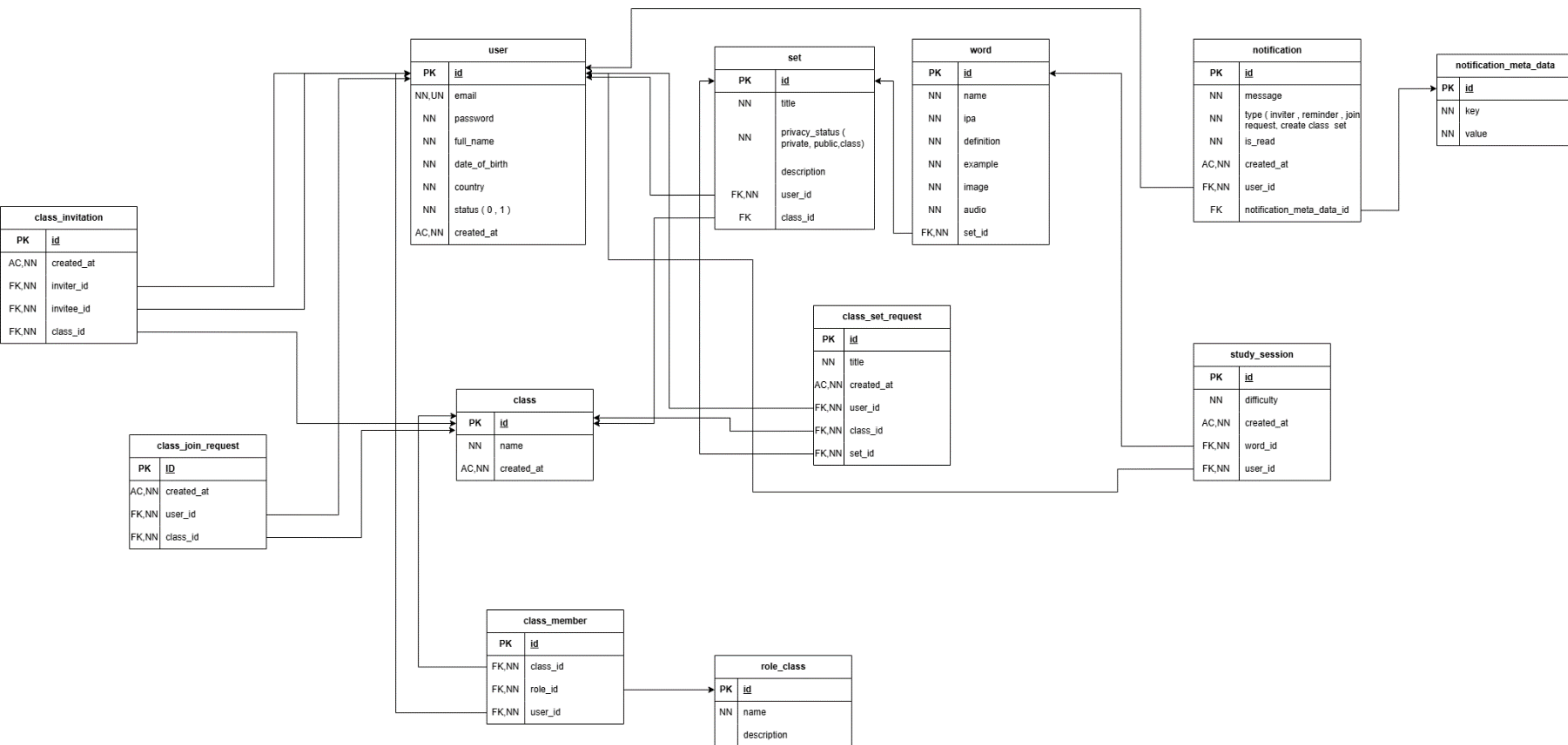 user
PK id
NN,UN email
NN password
NN full_name
NN date_of_birth
NN country
NN status ( 0 , 1 )
AC,NN created_at
set
PK id
NN title
NN privacy_status (
private, public,class)
description
FK,NN user_id
FK class_id
word
PK id
NN name
NN ipa
NN definition
NN example
NN image
NN audio
FK,NN set_id
notification
PK id
NN message
NN type ( inviter , reminder , join
request, create class set
NN is_read
AC,NN created_at
FK,NN user_id
FK notification_meta_data_id
notification_meta_data
PK id
NN key
NN value
class_invitation
PK id
AC,NN created_at
FK,NN inviter_id
FK,NN invitee_id
FK,NN class_id
class_set_request
PK id
NN title
AC,NN created_at
FK,NN user_id
FK,NN class_id
FK,NN set_id
study_session
PK id
NN difficulty
AC,NN created_at
FK,NN word_id
FK,NN user_id
class
PK id
NN name
AC,NN created_at
class_join_request
PK ID
AC,NN created_at
FK,NN user_id
FK,NN class_id
class_member
PK id
FK,NN class_id
FK,NN role_id
FK,NN user_id
role_class
PK id
NN name
description